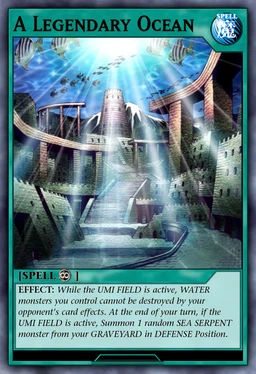 A LEGENDARY OCEAN
SPELL
[SPELL ]
EFFECT: While the UMI FIELD is active, WATER
monsters you control cannot be destroyed by your
opponent's card effects. At the end of your turn, if the
UMI FIELD is active, Summon 1 random SEA SERPENT
monster from your GRAVEYARD in DEFENSE Position.